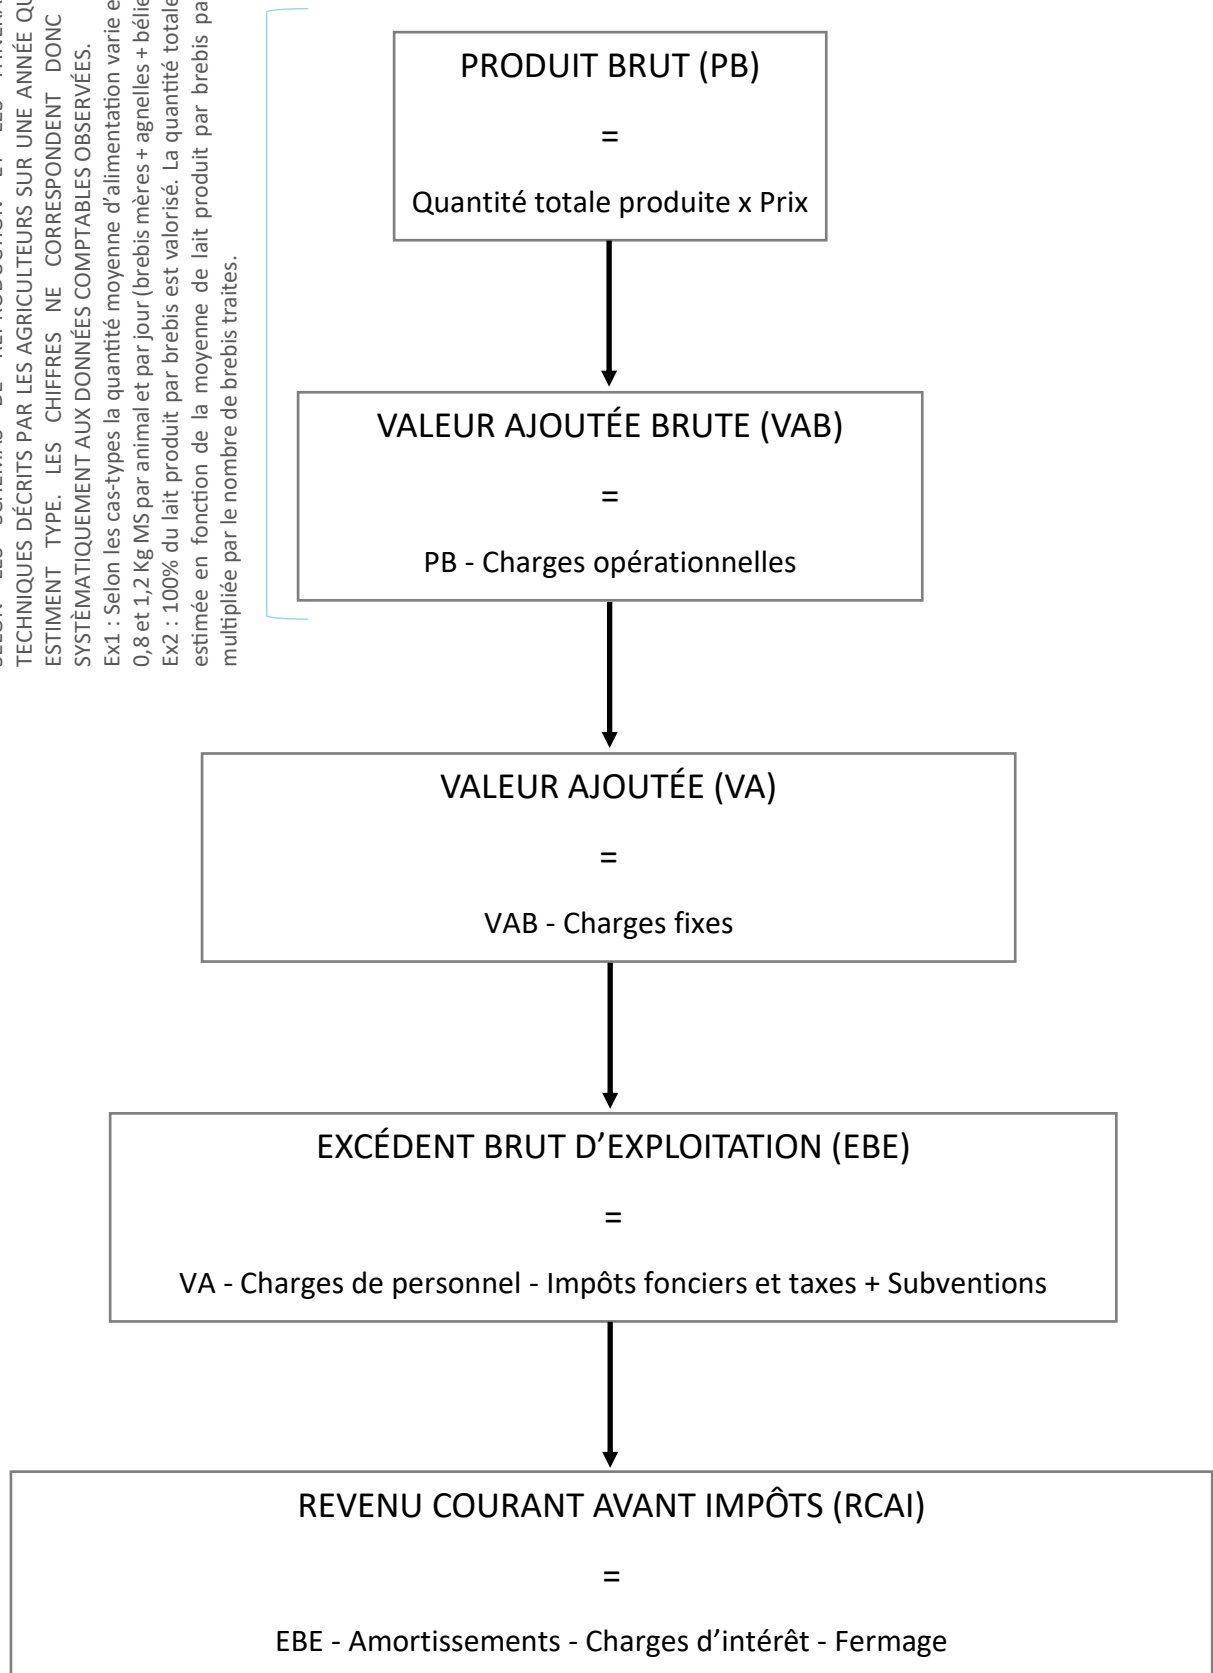 TECHNIQUES DÉCRITS PAR LES AGRICULTEURS SUR UNE ANNÉE
ESTIMENT TYPE. LES CHIFFRES NE CORRESPONDENT DONC
SYSTÈMATIQUEMENT AUX DONNÉES COMPTABLES OBSERVÉES.
Ex1 : Selon les cas-types la quantité moyenne d’alimentation varie
0,8 et 1,2 Kg MS par animal et par jour (brebis mères + agnelles +
Ex2 : 100% du lait produit par brebis est valorisé. La quantité totale
estimée en fonction de la moyenne de lait produit par brebis
multipliée par le nombre de brebis traites.
PRODUIT BRUT (PB)
=
Quantité totale produite x Prix
VALEUR AJOUTÉE BRUTE (VAB)
=
PB - Charges opérationnelles
VALEUR AJOUTÉE (VA)
=
VAB - Charges fixes
EXCÉDENT BRUT D’EXPLOITATION (EBE)
=
VA - Charges de personnel - Impôts fonciers et taxes + Subventions
REVENU COURANT AVANT IMPÔTS (RCAI)
=
EBE - Amortissements - Charges d’intérêt - Fermage